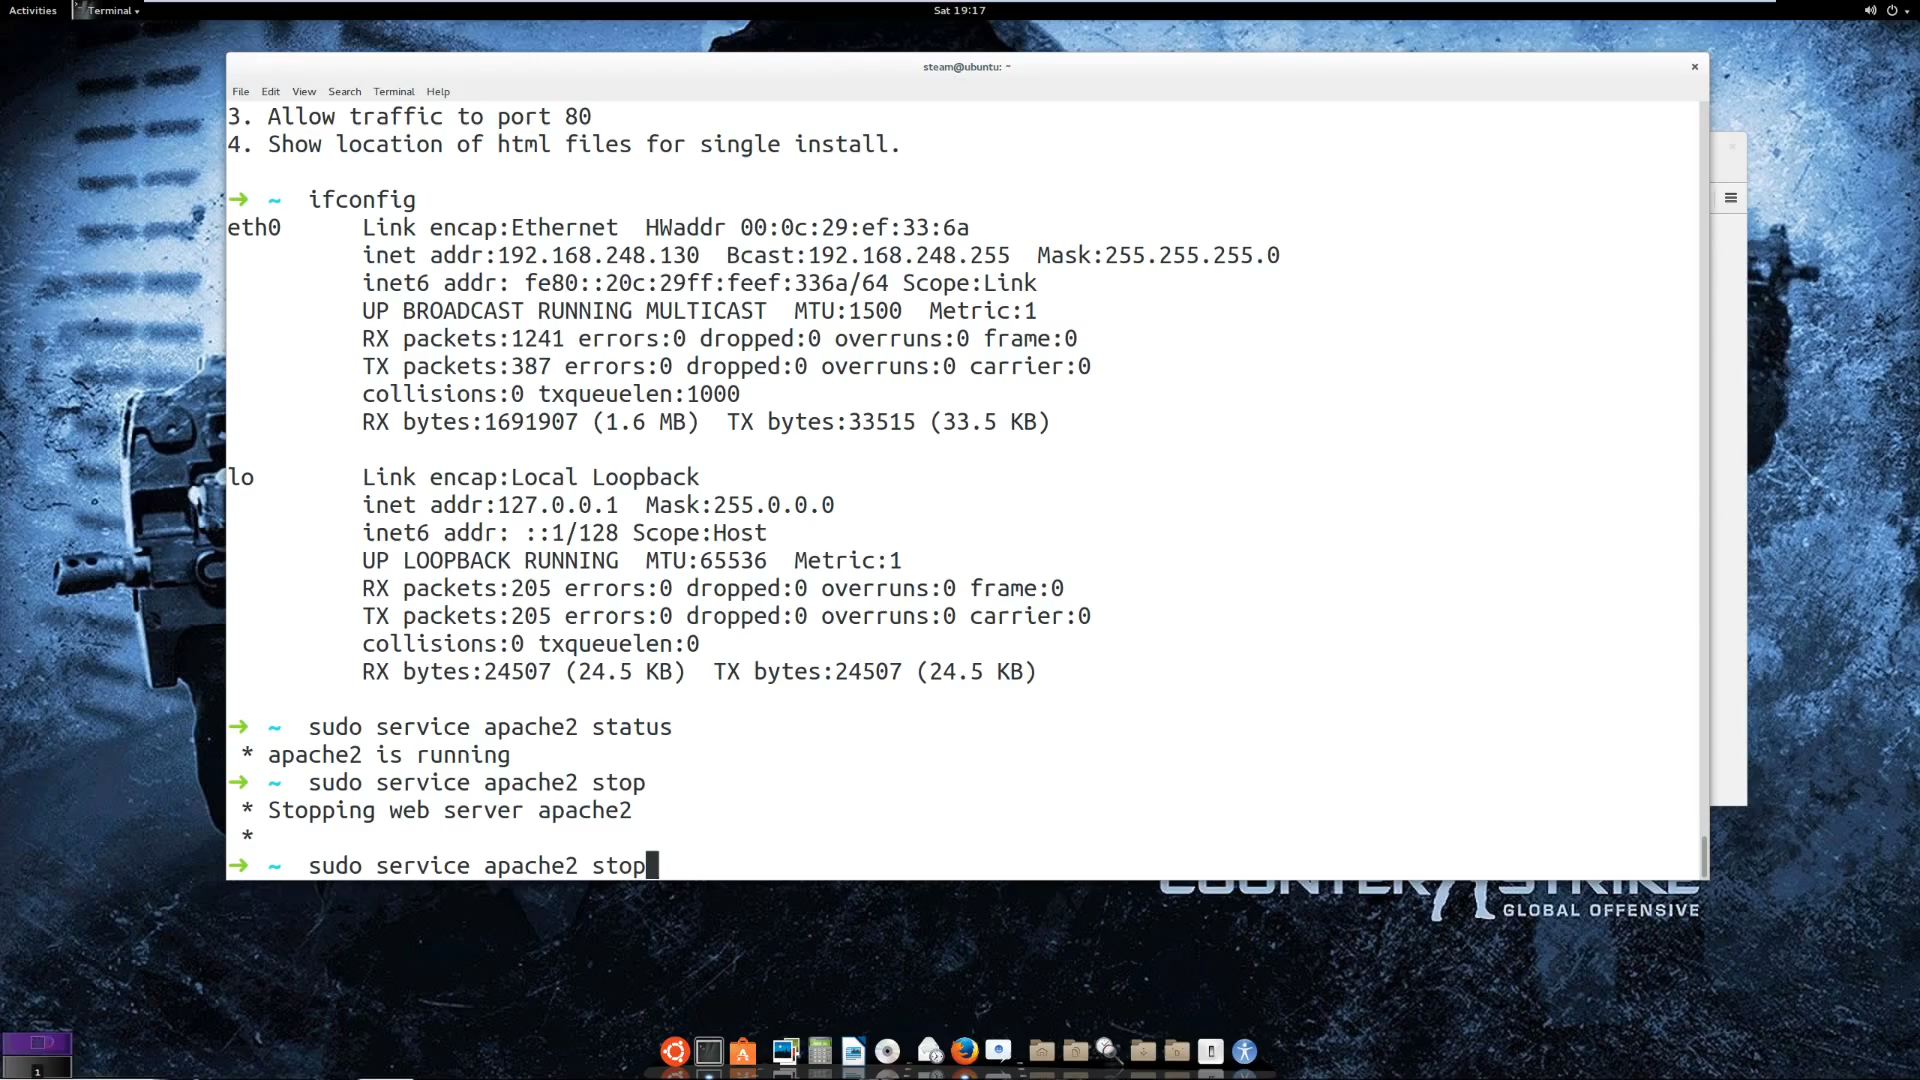 Activities
Terminal
Sat 19:17
steam@ubuntu: ~
File Edit View Search Terminal Help
3. Allow traffic to port 80
4. Show location of html files for single install.
➜ ~ ifconfig
eth0 Link encap:Ethernet HWaddr 00:0c:29:ef:33:6a
inet addr:192.168.248.130 Bcast:192.168.248.255 Mask:255.255.255.0
inet6 addr: fe80::20c:29ff:feef:336a/64 Scope:Link
UP BROADCAST RUNNING MULTICAST MTU:1500 Metric:1
RX packets:1241 errors:0 dropped:0 overruns:0 frame:0
TX packets:387 errors:0 dropped:0 overruns:0 carrier:0
collisions:0 txqueuelen:1000
RX bytes:1691907 (1.6 MB) TX bytes:33515 (33.5 KB)
lo Link encap:Local Loopback
inet addr:127.0.0.1 Mask:255.0.0.0
inet6 addr: ::1/128 Scope:Host
UP LOOPBACK RUNNING MTU:65536 Metric:1
RX packets:205 errors:0 dropped:0 overruns:0 frame:0
TX packets:205 errors:0 dropped:0 overruns:0 carrier:0
collisions:0 txqueuelen:0
RX bytes:24507 (24.5 KB) TX bytes:24507 (24.5 KB)
➜ ~ sudo service apache2 status
* apache2 is running
➜ ~ sudo service apache2 stop
* Stopping web server apache2
*
➜ ~ sudo service apache2 stop
COUNTER STRIKE
GLOBAL OFFENSIVE
1